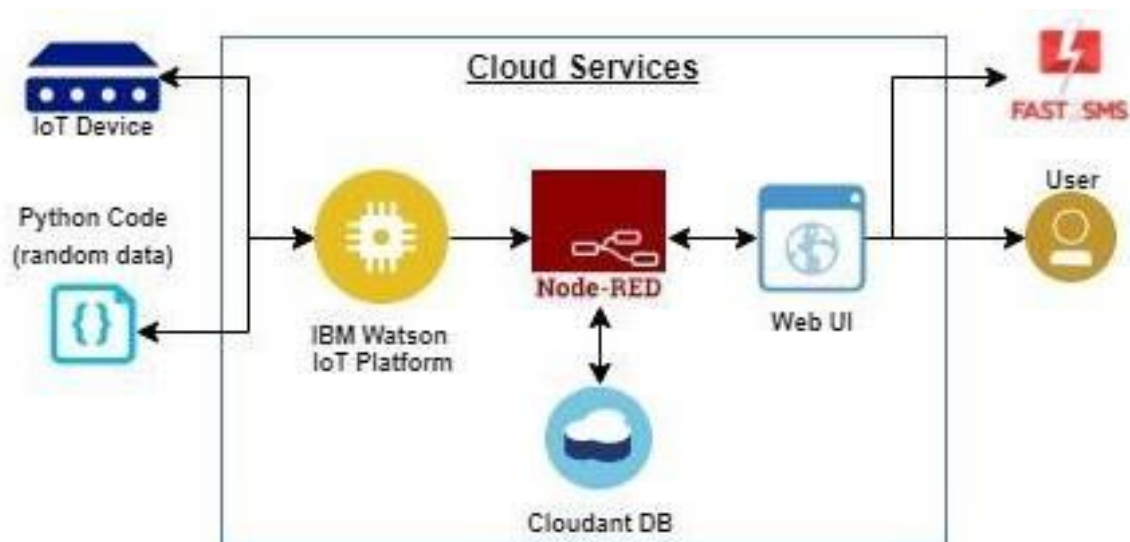 Cloud Services
IoT Device
FAST SMS
Python Code
(random data)
User
Node-RED
IBM Watson
IoT Platform
Web UI
Cloudant DB